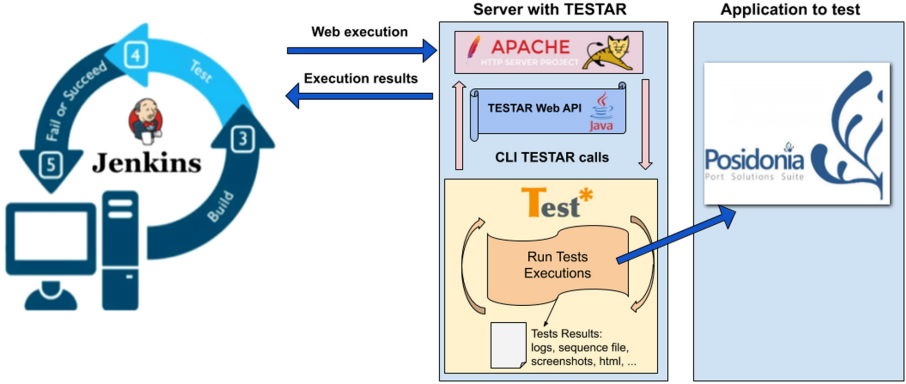 4
Test
Fail or Succeed
3
5
Jenkins
Build
Web execution
Execution results
Server with TESTAR
APACHE
HTTP SERVER PROJECT
TESTAR Web API
Java
CLI TESTAR calls
Test*
Run Tests
Executions
Tests Results:
logs, sequence file,
screenshots, html, ...
Application to test
Posidonia
Port Solutions Suite